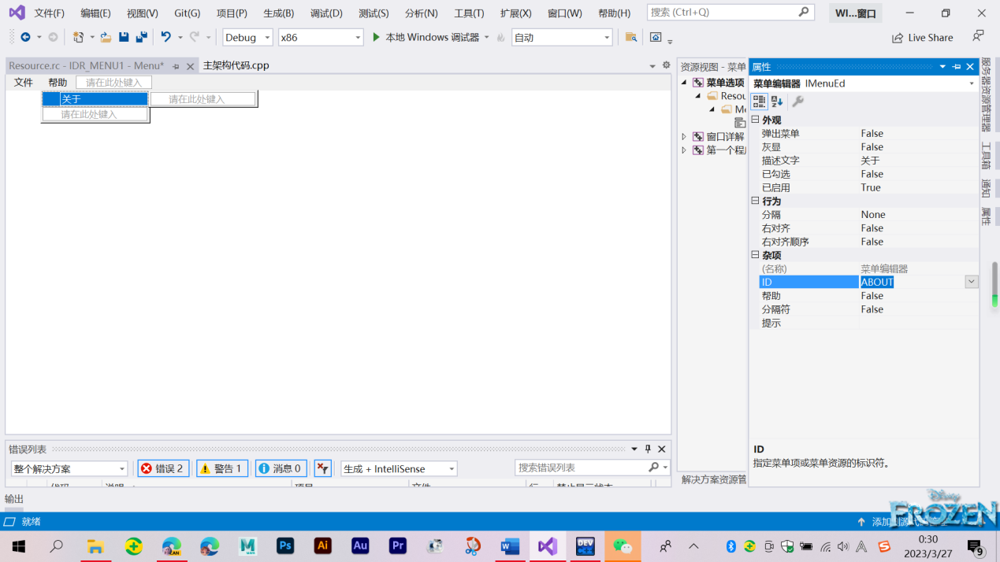 文件(F) 编辑(E) 视图(V) Git(G) 项目(P) 生成(B) 调试(D) 测试(S) 分析(N) 工具(T) 扩展(X) 窗口(W) 帮助(H) 搜索 (Ctrl+Q) WI...窗口
Debug x86 本地 Windows 调试器 自动 Live Share
Resource.rc - IDR_MENU1 - Menu* 主架构代码.cpp
文件 帮助 请在此处键入
关于 请在此处键入
请在此处键入
资源视图 - 菜单
菜单选项
Resou
Me
窗口详解
第一个程
属性
菜单编辑器 IMenuEd
外观
弹出菜单 False
灰显 False
描述文字 关于
已勾选 False
已启用 True
行为
分隔 None
右对齐 False
右对齐顺序 False
杂项
(名称) 菜单编辑器
ID ABOUT
帮助 False
分隔符 False
提示
ID
指定菜单项或菜单资源的标识符。
服务器资源管理器
工具箱
通知
属性
错误列表
整个解决方案 错误 2 警告 1 消息 0 生成 + IntelliSense 搜索错误列表
代码 说明 项目 文件 行 禁止显示状态
解决方案资源管
输出
就绪 添加到源代码
Disney
FROZEN
Ps Ai Au Pr DEV
0:30
2023/3/27
9